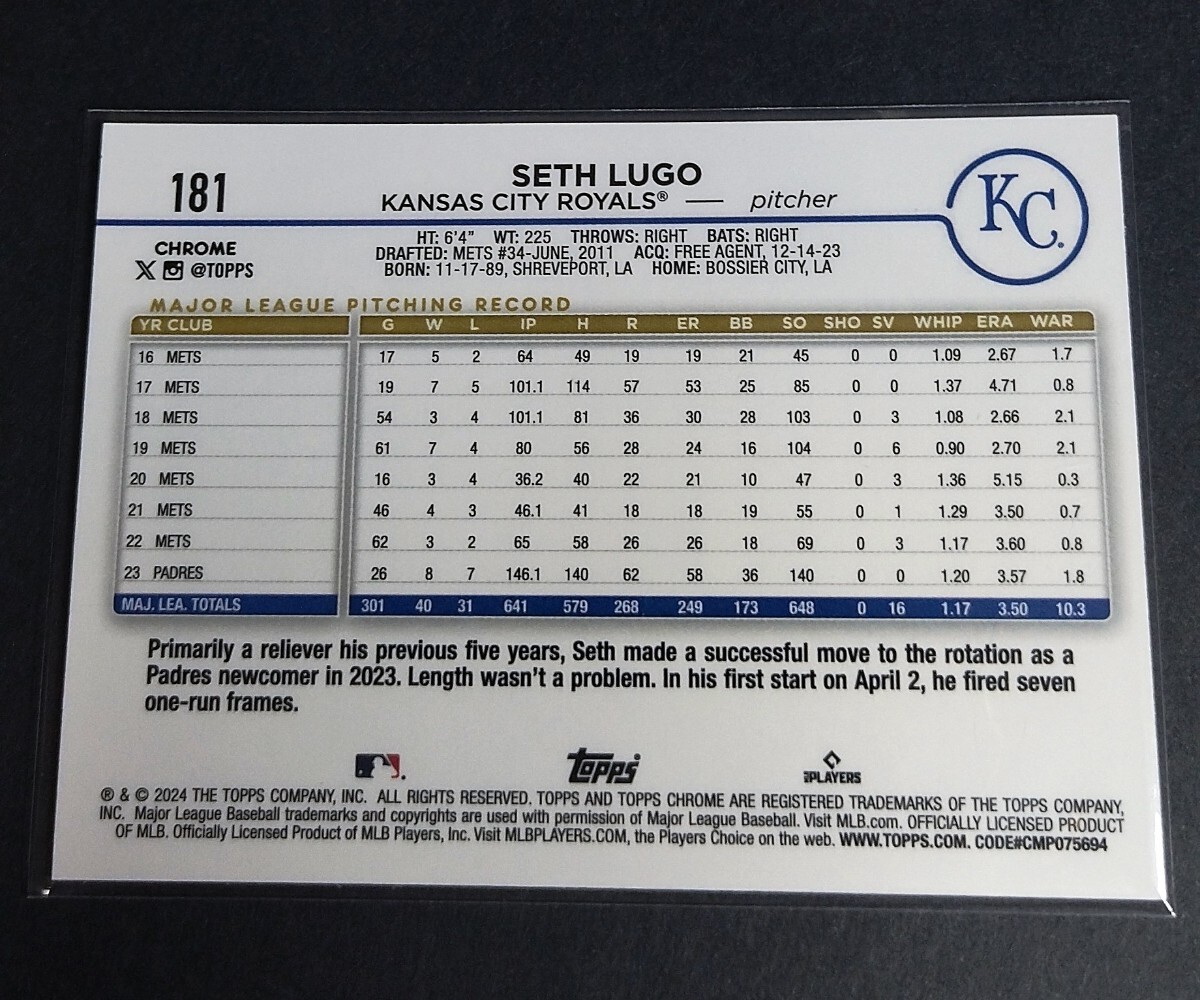 181
SETH LUGO
KANSAS CITY ROYALS® — pitcher
KC
CHROME
X @TOPPS
HT: 6'4" WT: 225 THROWS: RIGHT BATS: RIGHT
DRAFTED: METS #34-JUNE, 2011 ACQ: FREE AGENT, 12-14-23
BORN: 11-17-89, SHREVEPORT, LA HOME: BOSSIER CITY, LA
MAJOR LEAGUE PITCHING RECORD
YR CLUB G W L IP H R ER BB SO SHO SV WHIP ERA WAR
16 METS 17 5 2 64 49 19 19 21 45 0 0 1.09 2.67 1.7
17 METS 19 7 5 101.1 114 57 53 25 85 0 0 1.37 4.71 0.8
18 METS 54 3 4 101.1 81 36 30 28 103 0 3 1.08 2.66 2.1
19 METS 61 7 4 80 56 28 24 16 104 0 6 0.90 2.70 2.1
20 METS 16 3 4 36.2 40 22 21 10 47 0 3 1.36 5.15 0.3
21 METS 46 4 3 46.1 41 18 18 19 55 0 1 1.29 3.50 0.7
22 METS 62 3 2 65 58 26 26 18 69 0 3 1.17 3.60 0.8
23 PADRES 26 8 7 146.1 140 62 58 36 140 0 0 1.20 3.57 1.8
MAJ. LEA. TOTALS 301 40 31 641 579 268 249 173 648 0 16 1.17 3.50 10.3
Primarily a reliever his previous five years, Seth made a successful move to the rotation as a
Padres newcomer in 2023. Length wasn't a problem. In his first start on April 2, he fired seven
one-run frames.
Topps
MLB PLAYERS
® & © 2024 THE TOPPS COMPANY, INC. ALL RIGHTS RESERVED. TOPPS AND TOPPS CHROME ARE REGISTERED TRADEMARKS OF THE TOPPS COMPANY,
INC. Major League Baseball trademarks and copyrights are used with permission of Major League Baseball. Visit MLB.com. OFFICIALLY LICENSED PRODUCT
OF MLB. Officially Licensed Product of MLB Players, Inc. Visit MLBPLAYERS.COM, the Players Choice on the web. WWW.TOPPS.COM. CODE#CMP075694